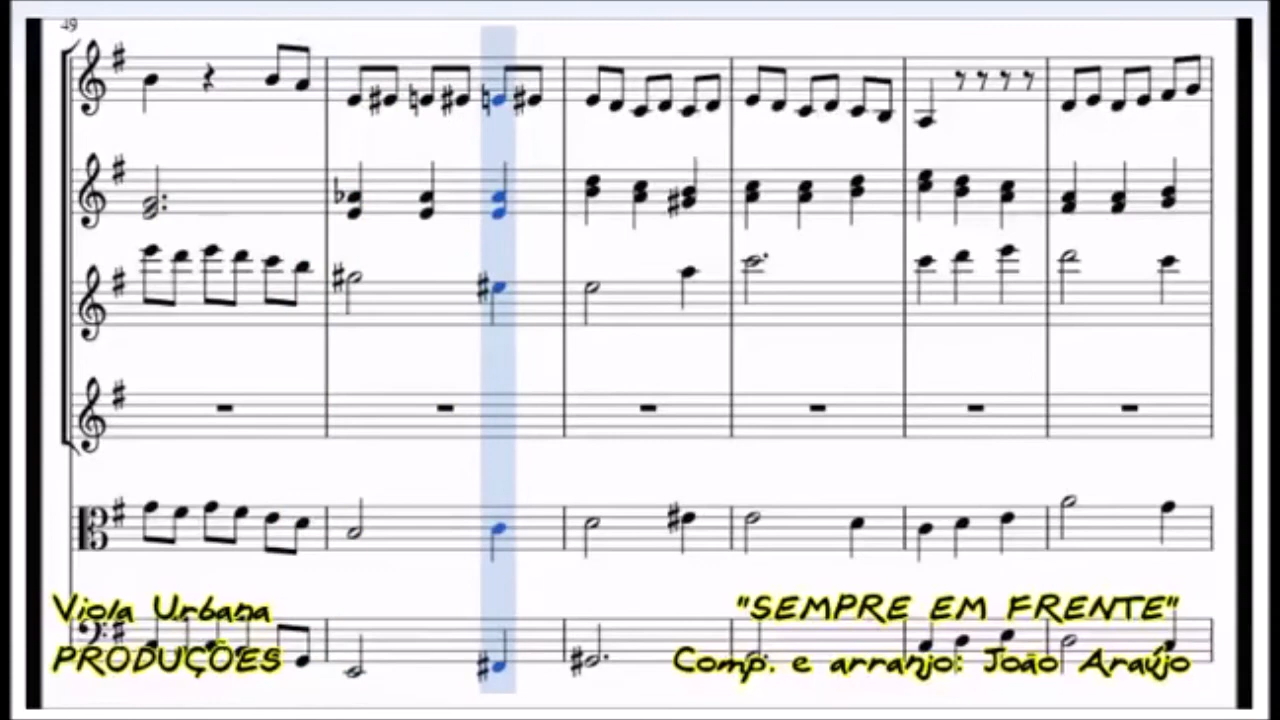 49
Viola Urbana
PRODUÇÕES
"SEMPRE EM FRENTE"
Comp. e arranjo: João Araújo